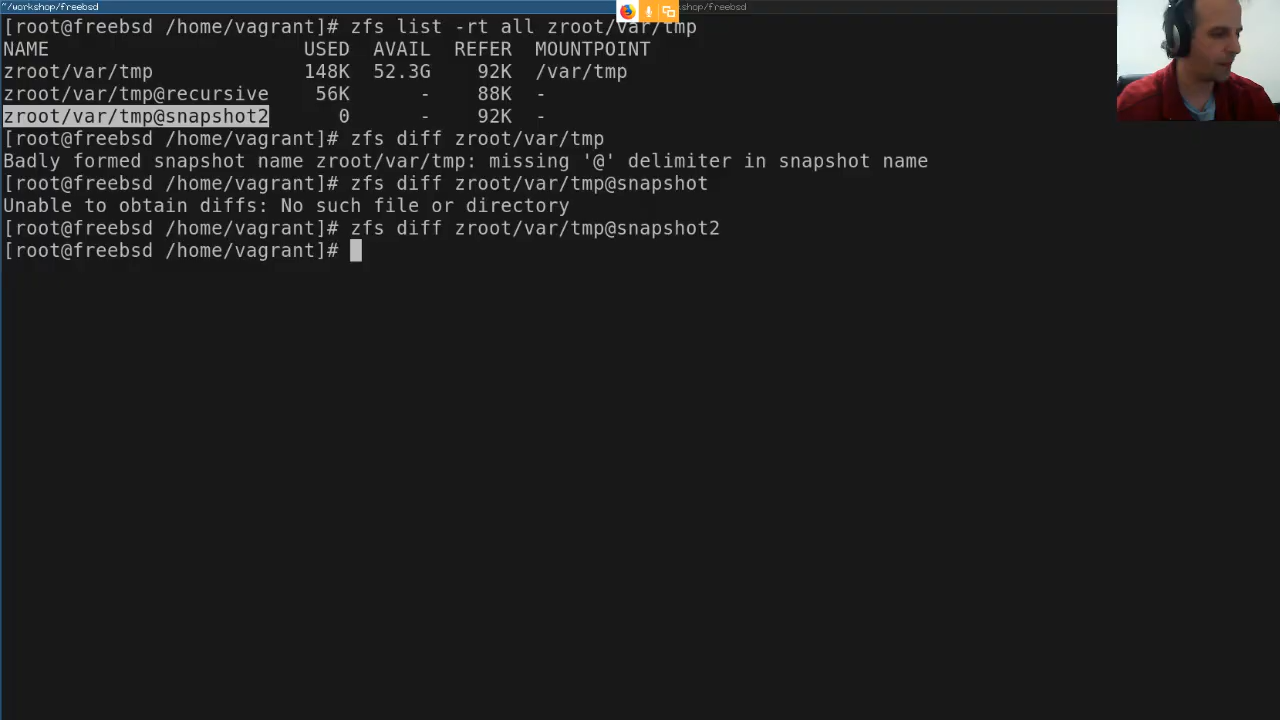 ~/workshop/freebsd
shop/freebsd
[root@freebsd /home/vagrant]# zfs list -rt all zroot/var/tmp
NAME USED AVAIL REFER MOUNTPOINT
zroot/var/tmp 148K 52.3G 92K /var/tmp
zroot/var/tmp@recursive 56K - 88K -
zroot/var/tmp@snapshot2 0 - 92K -
[root@freebsd /home/vagrant]# zfs diff zroot/var/tmp
Badly formed snapshot name zroot/var/tmp: missing '@' delimiter in snapshot name
[root@freebsd /home/vagrant]# zfs diff zroot/var/tmp@snapshot
Unable to obtain diffs: No such file or directory
[root@freebsd /home/vagrant]# zfs diff zroot/var/tmp@snapshot2
[root@freebsd /home/vagrant]#